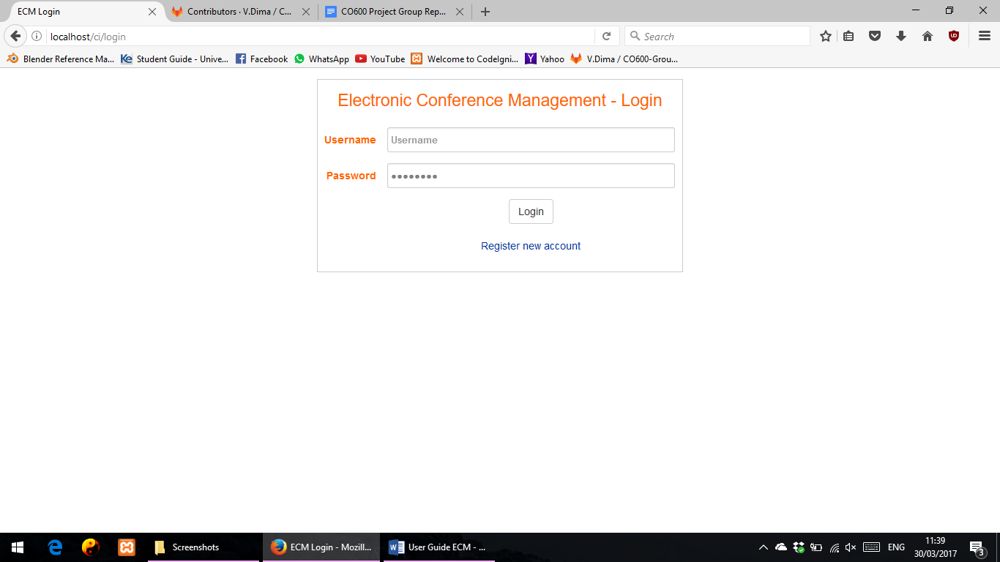 ECM Login
Contributors · V.Dima / C...
CO600 Project Group Rep...
localhost/ci/login
Search
Blender Reference Ma...
Student Guide - Unive...
Facebook
WhatsApp
YouTube
Welcome to CodeIgni...
Yahoo
V.Dima / CO600-Grou...
Electronic Conference Management - Login
Username
Username
Password
Login
Register new account
Screenshots
ECM Login - Mozill...
User Guide ECM - ...
ENG
11:39
30/03/2017
3